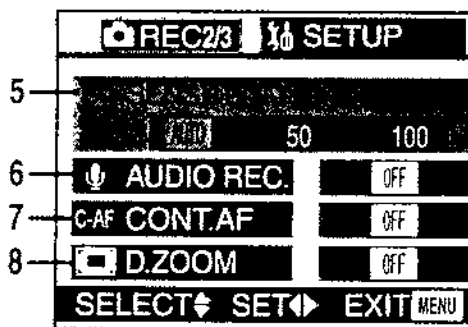 REC2/3 SETUP
5
50 100
6 AUDIO REC. OFF
7 C-AF CONT.AF OFF
8 D.ZOOM OFF
SELECT SET EXIT MENU